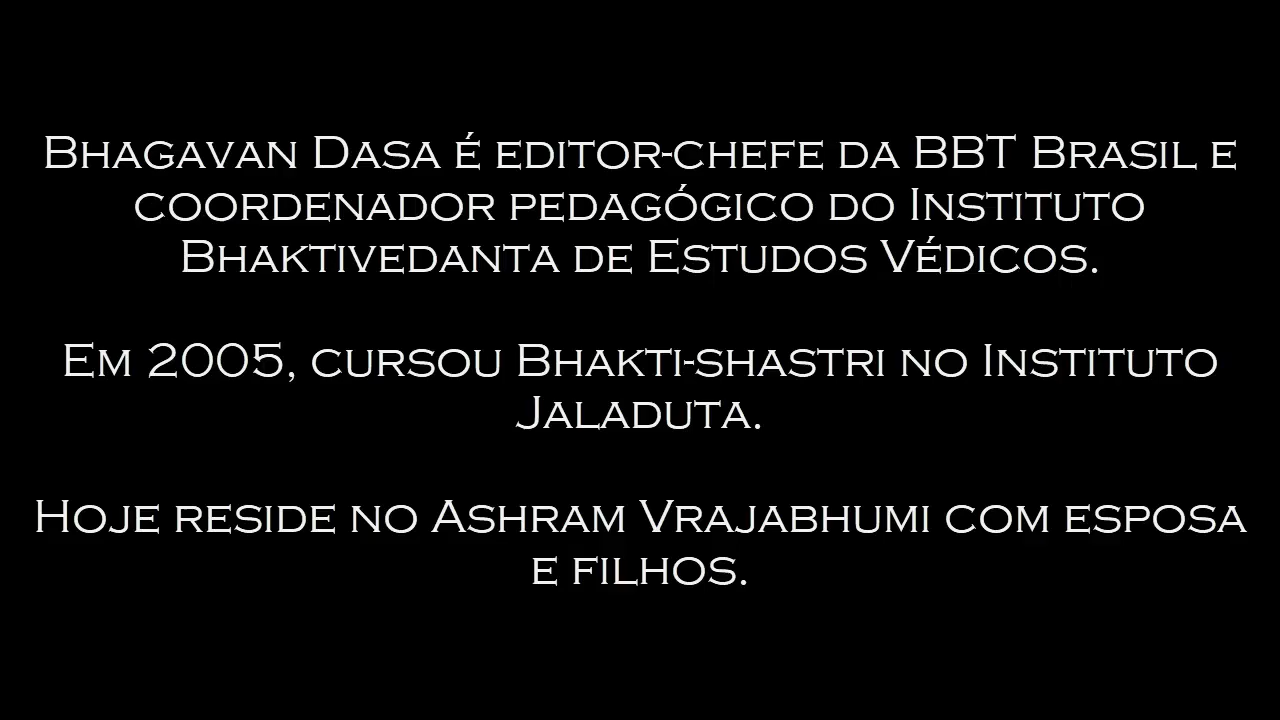 Bhagavan Dasa é editor-chefe da BBT Brasil e
coordenador pedagógico do Instituto
Bhaktivedanta de Estudos Védicos.
Em 2005, cursou Bhakti-shastri no Instituto
Jaladuta.
Hoje reside no Ashram Vrajabhumi com esposa
e filhos.